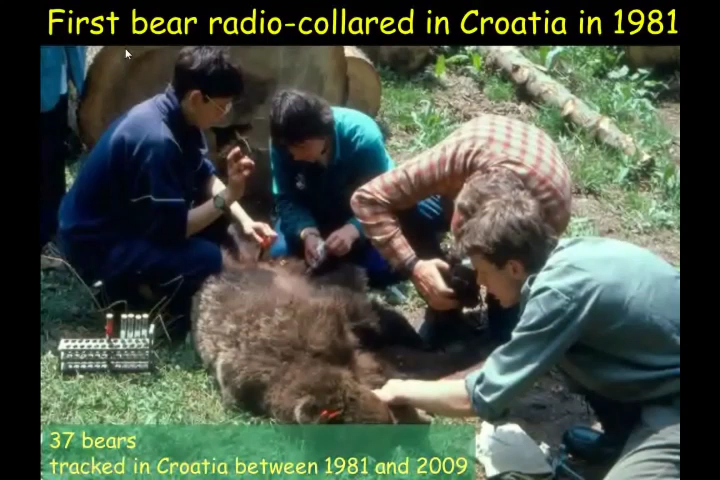 First bear radio-collared in Croatia in 1981
37 bears
tracked in Croatia between 1981 and 2009